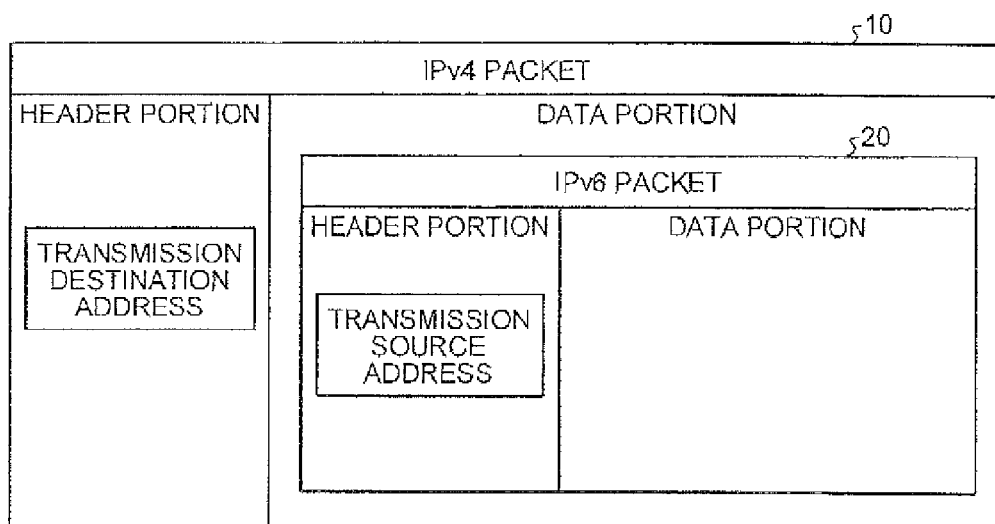 10
IPv4 PACKET
HEADER PORTION
DATA PORTION
20
IPv6 PACKET
HEADER PORTION
DATA PORTION
TRANSMISSION
DESTINATION
ADDRESS
TRANSMISSION
SOURCE
ADDRESS